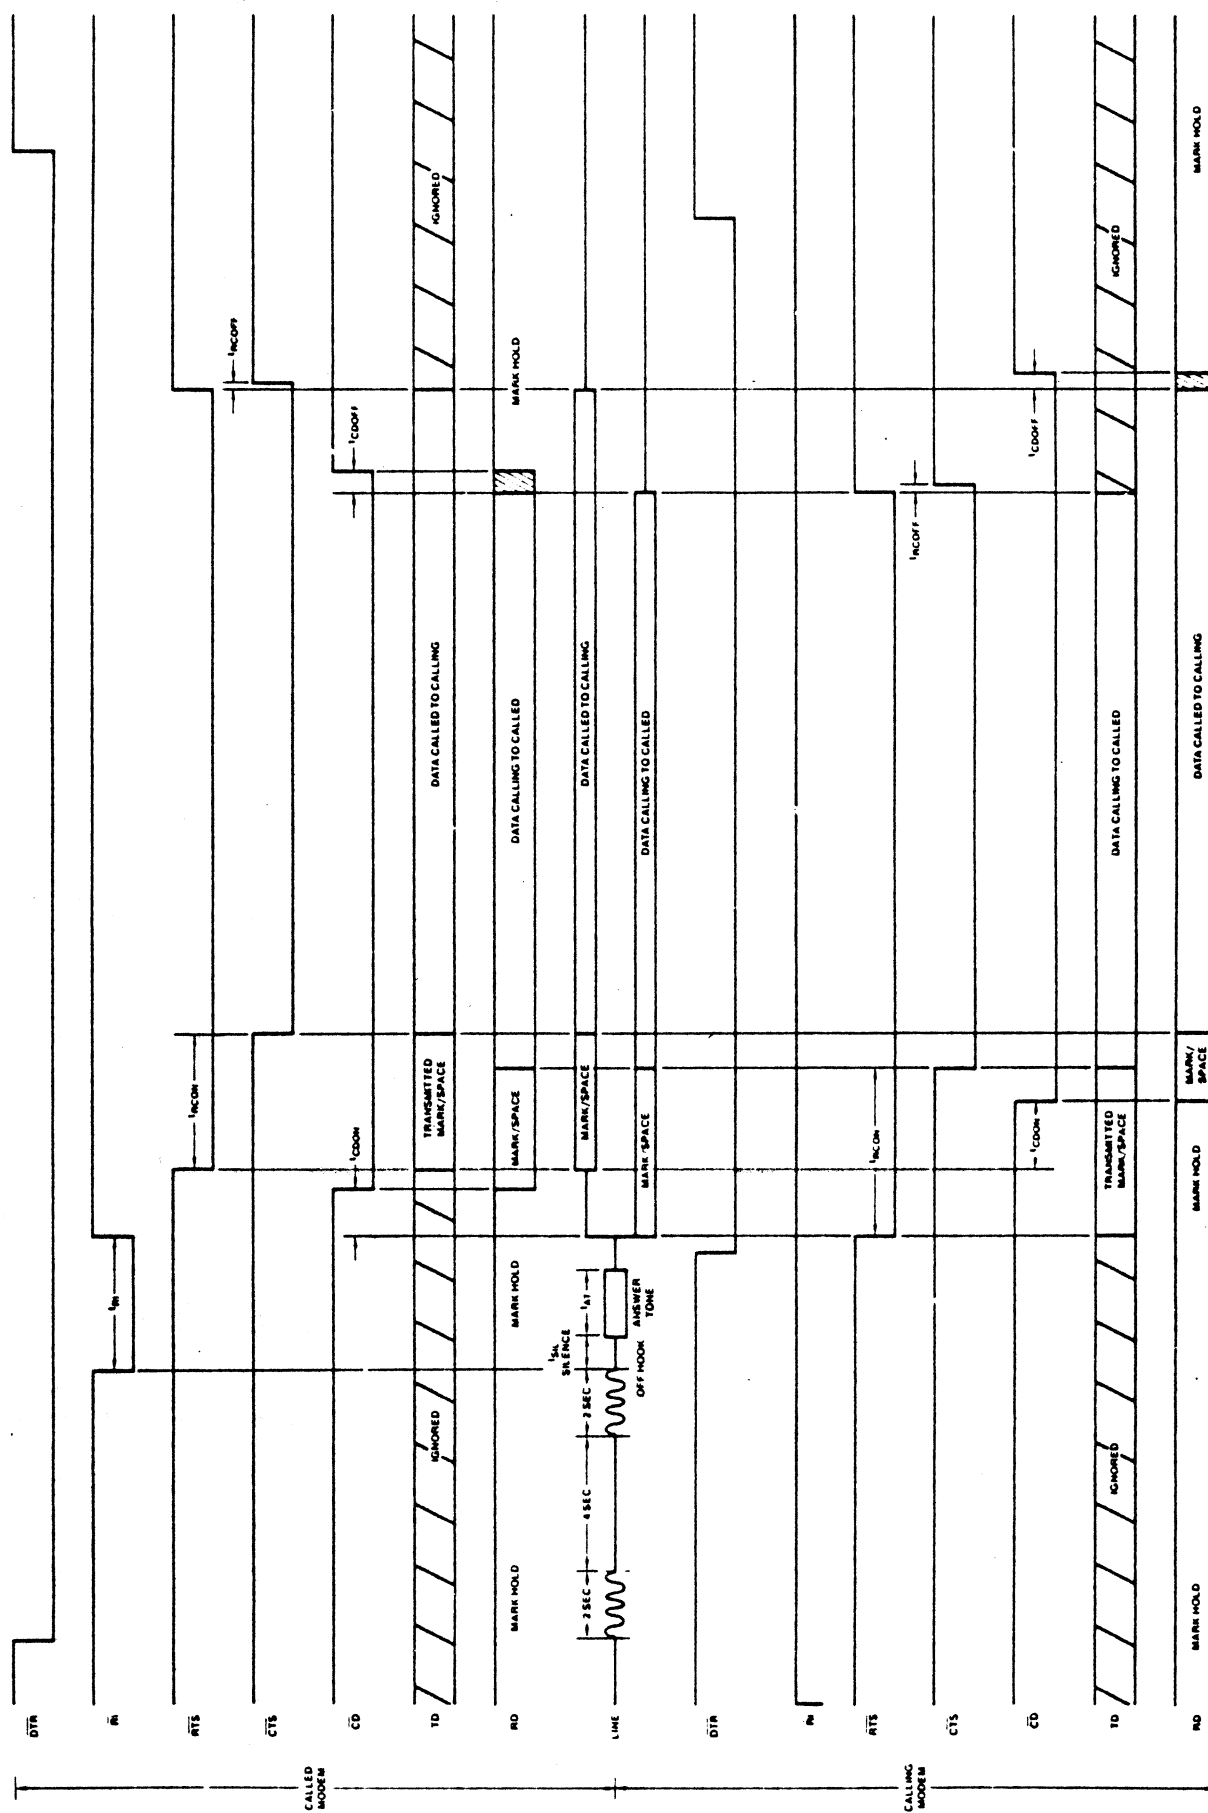 CALLED
MODEM
DTR
RI
tRI
RTS
tRCON
CTS
tRCOFF
CD
tCDON
tCDOFF
TD
IGNORED
TRANSMITTED
MARK/SPACE
DATA CALLED TO CALLING
IGNORED
RD
MARK HOLD
MARK HOLD
MARK/SPACE
DATA CALLING TO CALLED
MARK HOLD
LINE
2 SEC
4 SEC
2 SEC
tSIL
SILENCE
tAT
OFF HOOK
ANSWER
TONE
MARK/SPACE
DATA CALLED TO CALLING
MARK/SPACE
DATA CALLING TO CALLED
CALLING
MODEM
DTR
RI
RTS
tRCON
CTS
tRCOFF
CD
tCDON
tCDOFF
TD
IGNORED
TRANSMITTED
MARK/SPACE
DATA CALLING TO CALLED
IGNORED
RD
MARK HOLD
MARK HOLD
MARK/
SPACE
DATA CALLED TO CALLING
MARK HOLD